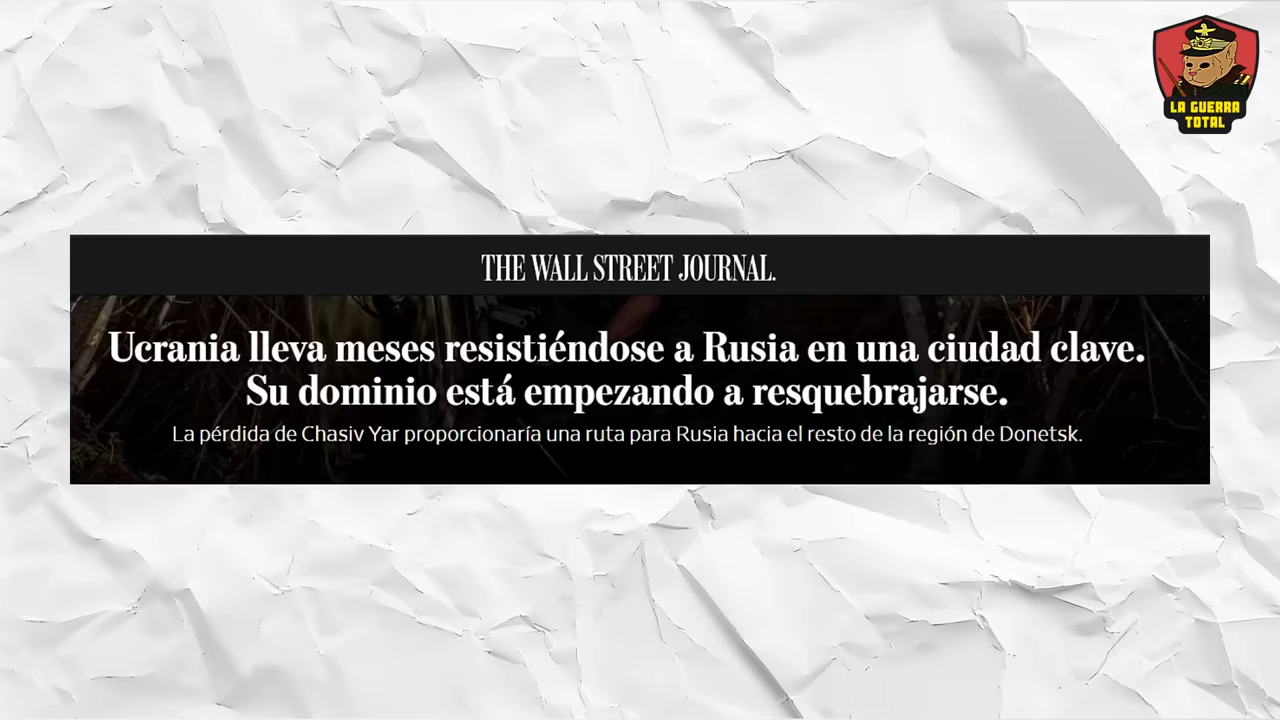 LA GUERRA
TOTAL
THE WALL STREET JOURNAL.
Ucrania lleva meses resistiéndose a Rusia en una ciudad clave.
Su dominio está empezando a resquebrajarse.
La pérdida de Chasiv Yar proporcionaría una ruta para Rusia hacia el resto de la región de Donetsk.